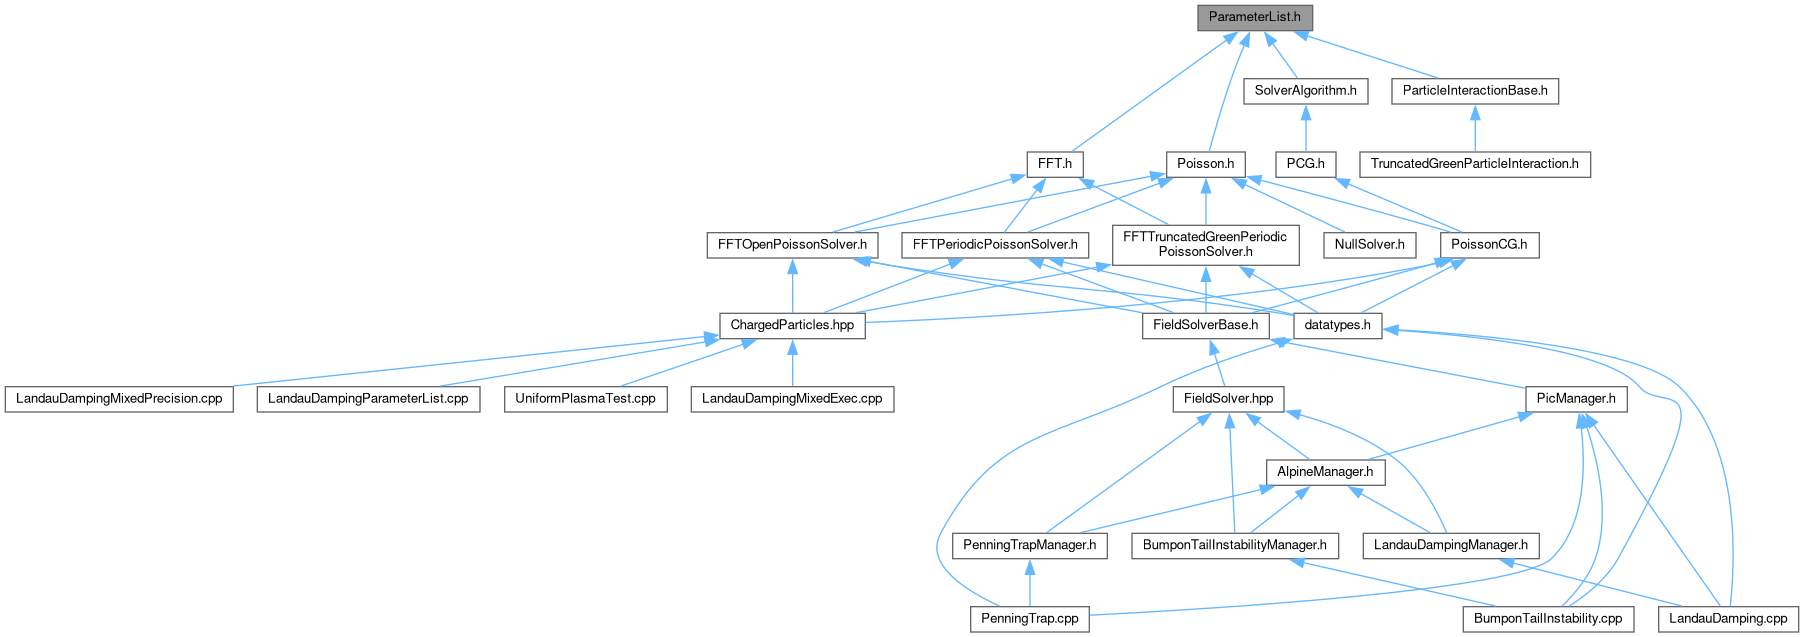 ParameterList.h
SolverAlgorithm.h
ParticleInteractionBase.h
FFT.h
Poisson.h
PCG.h
TruncatedGreenParticleInteraction.h
FFTOpenPoissonSolver.h
FFTPeriodicPoissonSolver.h
FFTTruncatedGreenPeriodic
PoissonSolver.h
NullSolver.h
PoissonCG.h
ChargedParticles.hpp
FieldSolverBase.h
datatypes.h
LandauDampingMixedPrecision.cpp
LandauDampingParameterList.cpp
UniformPlasmaTest.cpp
LandauDampingMixedExec.cpp
FieldSolver.hpp
PicManager.h
AlpineManager.h
PenningTrapManager.h
BumponTailInstabilityManager.h
LandauDampingManager.h
PenningTrap.cpp
BumponTailInstability.cpp
LandauDamping.cpp